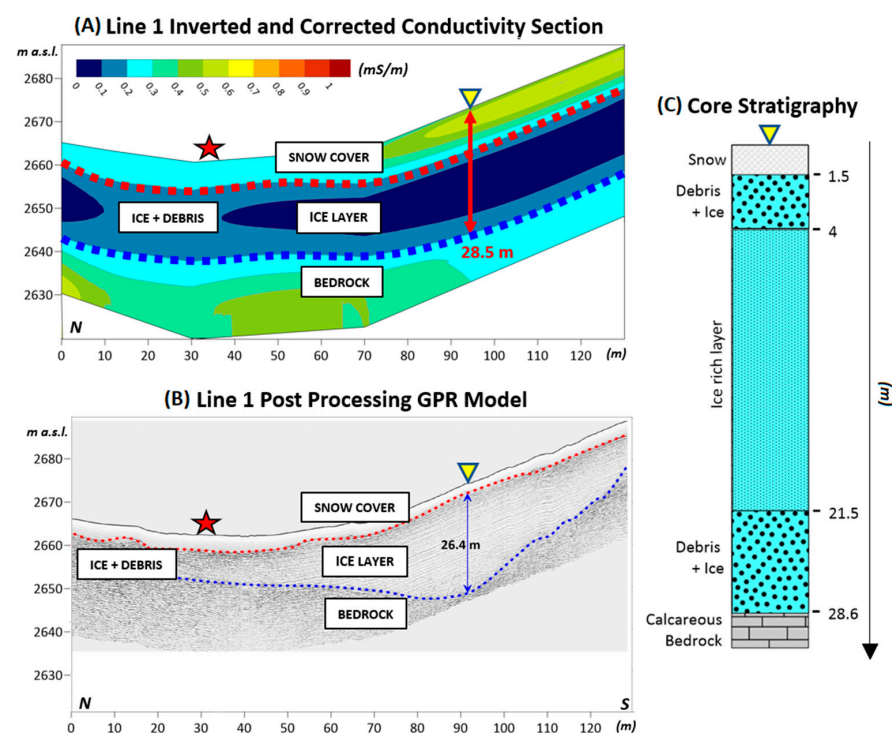 (A) Line 1 Inverted and Corrected Conductivity Section
m a.s.l.
(mS/m)
0 0.1 0.2 0.3 0.4 0.5 0.6 0.7 0.8 0.9 1
2680
2670
2660
2650
2640
2630
SNOW COVER
ICE + DEBRIS
ICE LAYER
28.5 m
BEDROCK
N
0 10 20 30 40 50 60 70 80 90 100 110 120 (m)
(B) Line 1 Post Processing GPR Model
m a.s.l.
2680
2670
2660
2650
2640
2630
SNOW COVER
26.4 m
ICE + DEBRIS
ICE LAYER
BEDROCK
N
S
0 10 20 30 40 50 60 70 80 90 100 110 120 (m)
(C) Core Stratigraphy
Snow
1.5
Debris
+ Ice
4
Ice rich layer
(m)
21.5
Debris
+ Ice
28.6
Calcareous
Bedrock